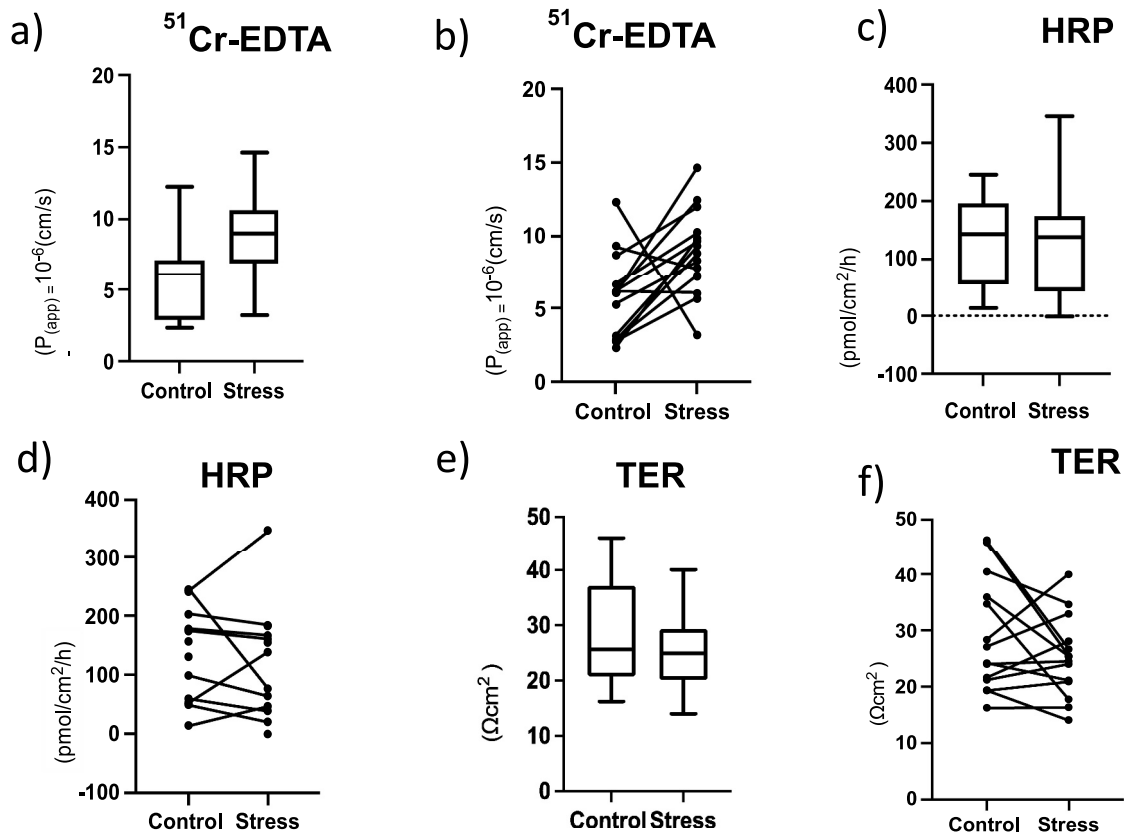 a)
⁵¹Cr-EDTA
20
15
10
5
0
(P(app) = 10⁻⁶(cm/s)
-
Control Stress
b)
⁵¹Cr-EDTA
20
15
10
5
0
(P(app) = 10⁻⁶(cm/s)
Control Stress
c)
HRP
400
300
200
100
0
-100
(pmol/cm²/h)
Control Stress
d)
HRP
400
300
200
100
0
-100
(pmol/cm²/h)
Control Stress
e)
TER
50
40
30
20
10
0
(Ωcm²)
Control Stress
f)
TER
50
40
30
20
10
0
(Ωcm²)
Control Stress